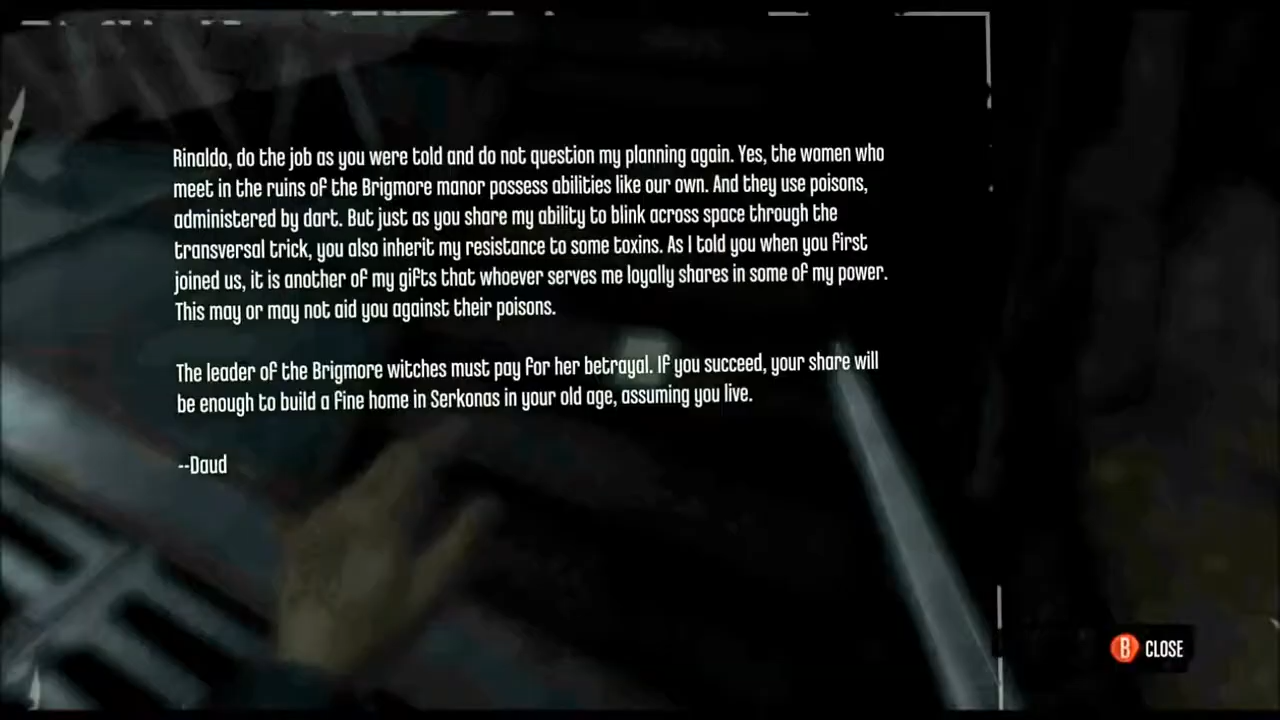 Rinaldo, do the job as you were told and do not question my planning again. Yes, the women who
meet in the ruins of the Brigmore manor possess abilities like our own. And they use poisons,
administered by dart. But just as you share my ability to blink across space through the
transversal trick, you also inherit my resistance to some toxins. As I told you when you first
joined us, it is another of my gifts that whoever serves me loyally shares in some of my power.
This may or may not aid you against their poisons.
The leader of the Brigmore witches must pay for her betrayal. If you succeed, your share will
be enough to build a fine home in Serkonas in your old age, assuming you live.
--Daud
B CLOSE